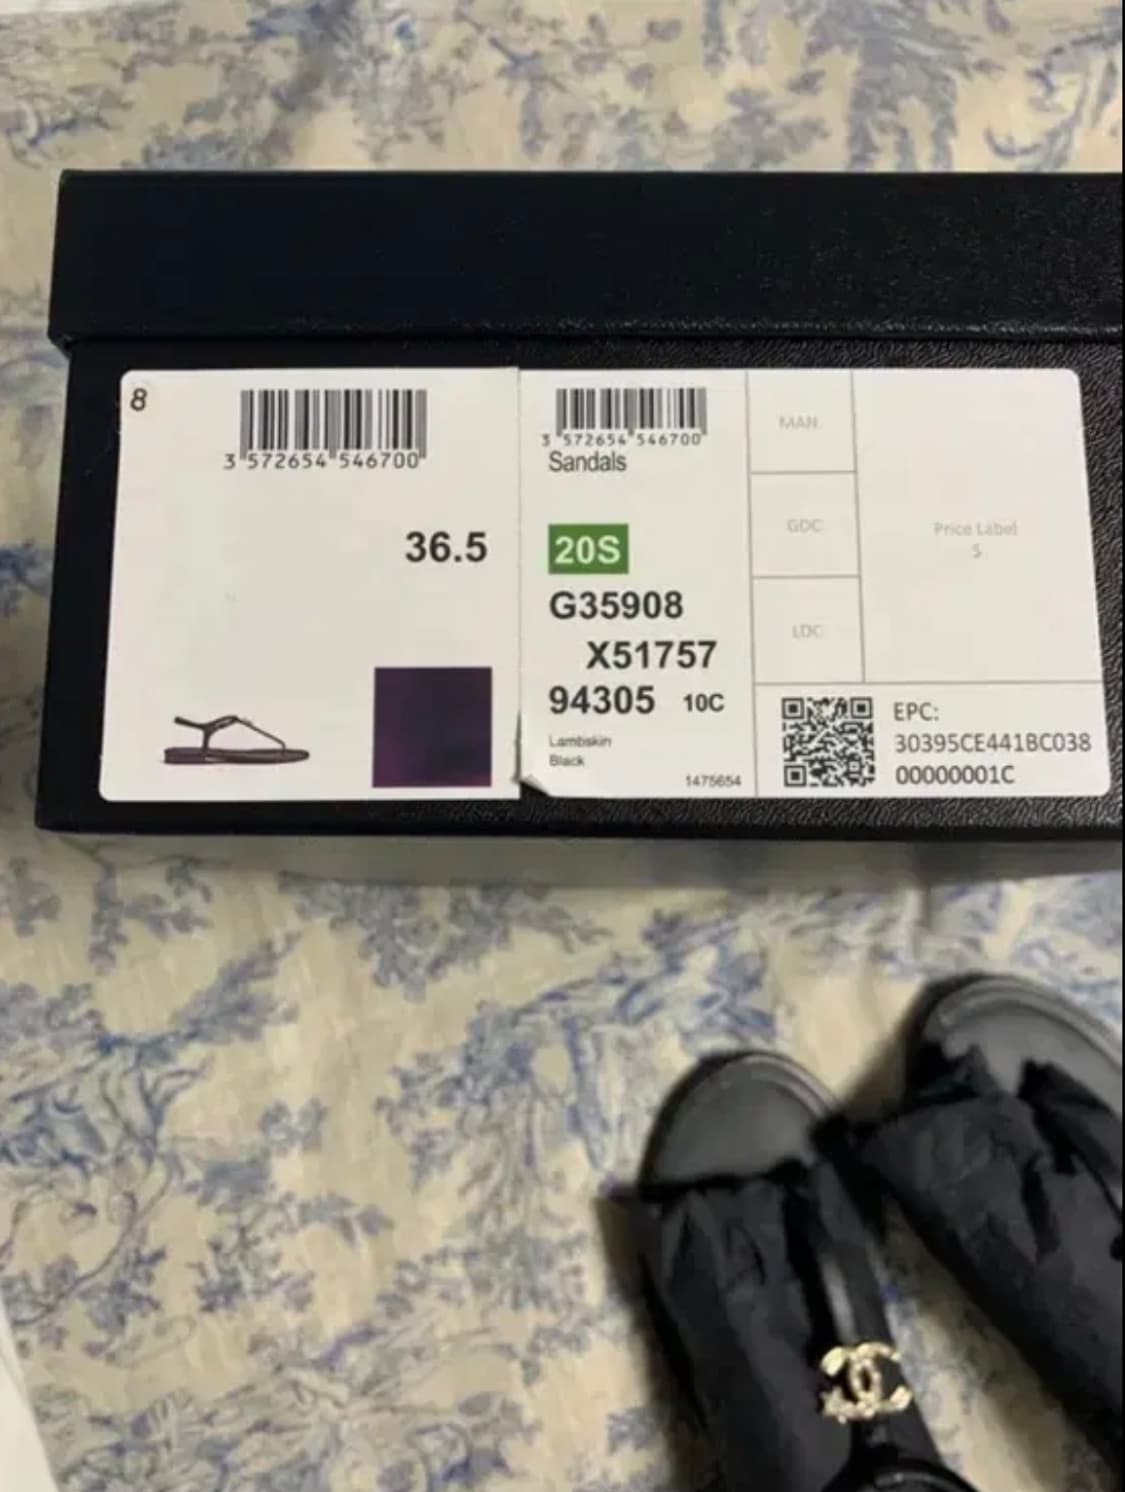 8
3 572654 546700
36.5
3 572654 546700
Sandals
20S
G35908
X51757
94305 10C
Lambskin
Black
1475654
MAN.
GDC
LDC
Price Label
S
EPC:
30395CE441BC038
00000001C